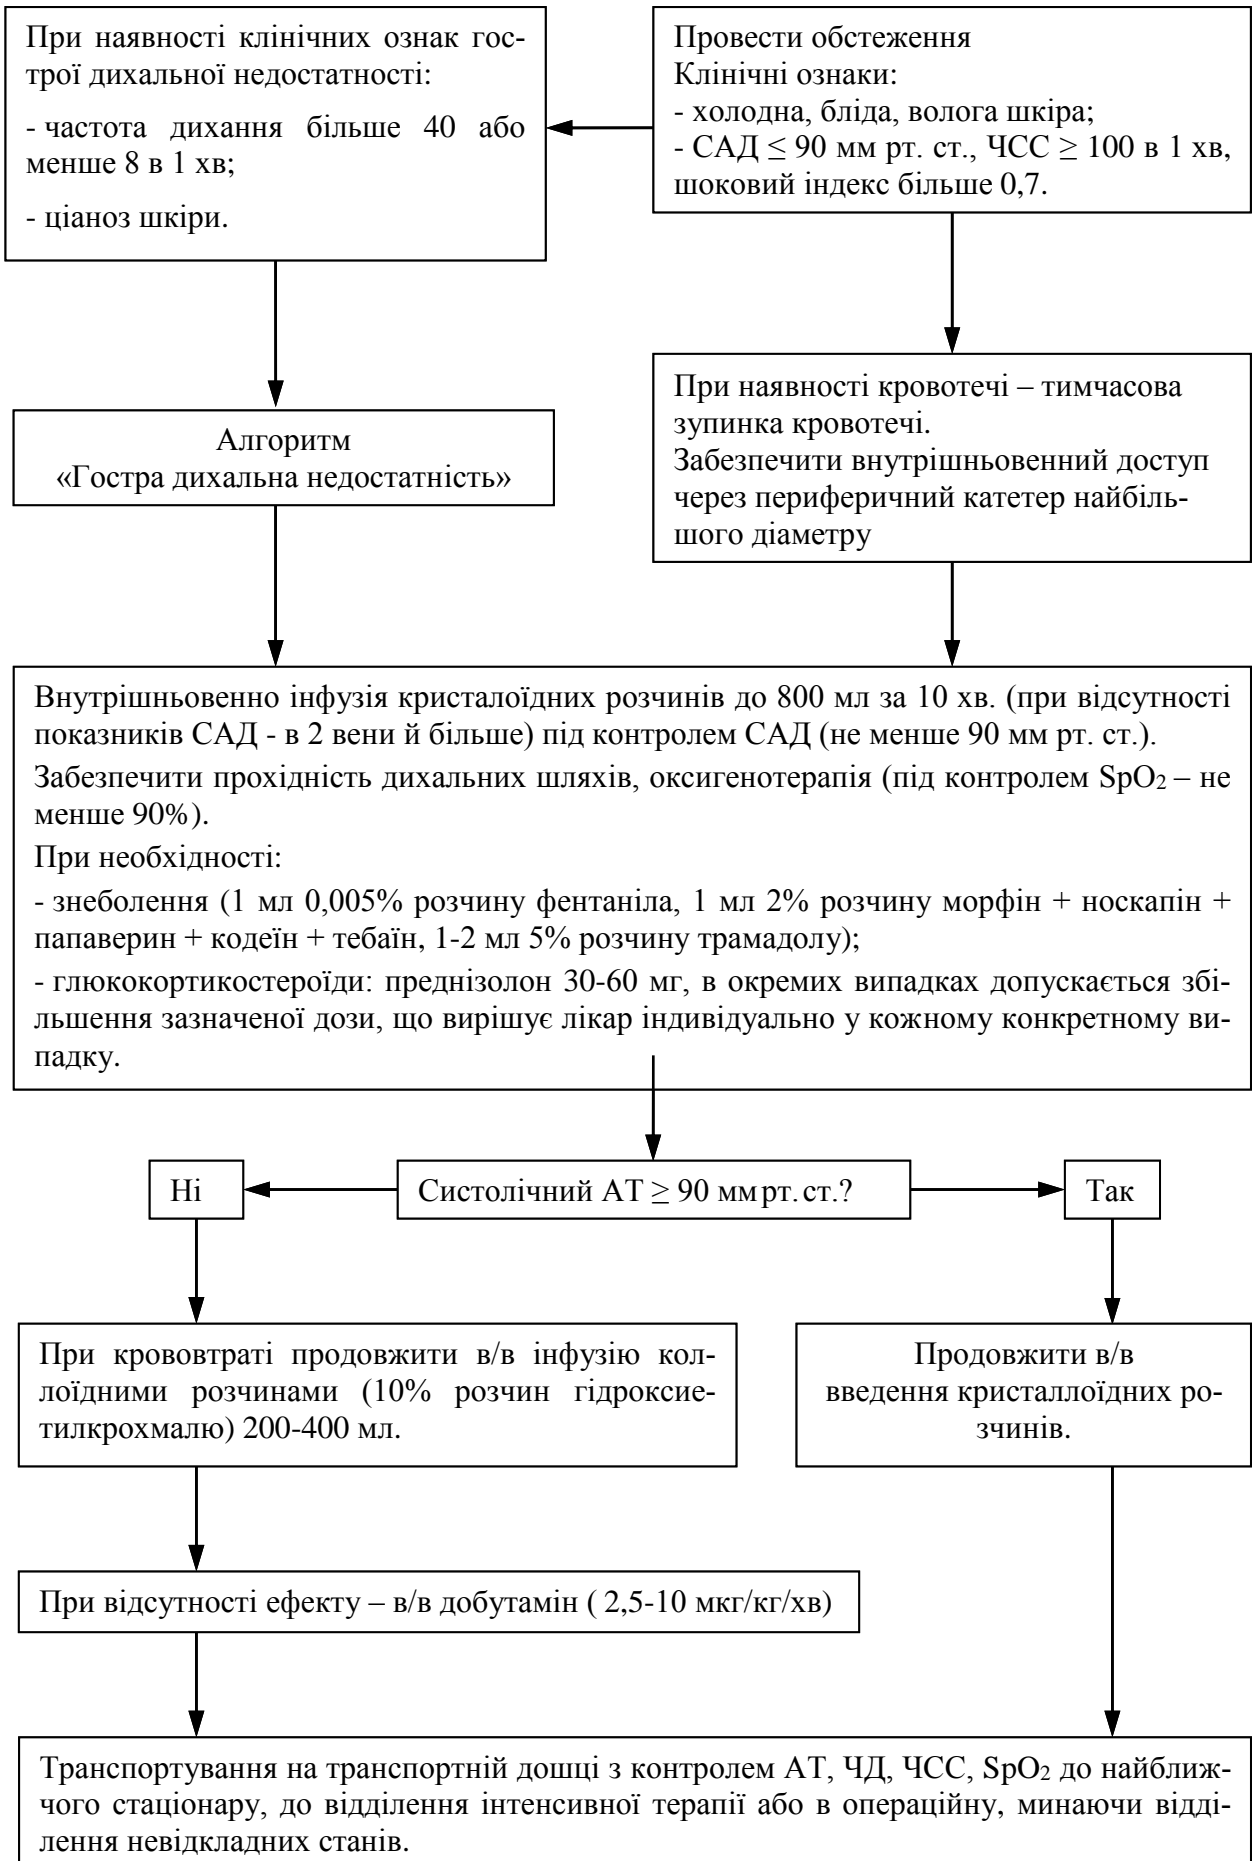 При наявності клінічних ознак гос-
трої дихальної недостатності:
- частота дихання більше 40 або
менше 8 в 1 хв;
- ціаноз шкіри.
Провести обстеження
Клінічні ознаки:
- холодна, бліда, волога шкіра;
- САД ≤ 90 мм рт. ст., ЧСС ≥ 100 в 1 хв,
шоковий індекс більше 0,7.
Алгоритм
«Гостра дихальна недостатність»
При наявності кровотечі – тимчасова
зупинка кровотечі.
Забезпечити внутрішньовенний доступ
через периферичний катетер найбіль-
шого діаметру
Внутрішньовенно інфузія кристалоїдних розчинів до 800 мл за 10 хв. (при відсутності
показників САД - в 2 вени й більше) під контролем САД (не менше 90 мм рт. ст.).
Забезпечити прохідність дихальних шляхів, оксигенотерапія (під контролем SpO₂ – не
менше 90%).
При необхідності:
- знеболення (1 мл 0,005% розчину фентаніла, 1 мл 2% розчину морфін + носкапін +
папаверин + кодеїн + тебаїн, 1-2 мл 5% розчину трамадолу);
- глюкокортикостероїди: преднізолон 30-60 мг, в окремих випадках допускається збі-
льшення зазначеної дози, що вирішує лікар індивідуально у кожному конкретному ви-
падку.
Ні
Систолічний АТ ≥ 90 мм рт. ст.?
Так
При крововтраті продовжити в/в інфузію кол-
лоїдними розчинами (10% розчин гідроксие-
тилкрохмалю) 200-400 мл.
Продовжити в/в
введення кристаллоїдних ро-
зчинів.
При відсутності ефекту – в/в добутамін ( 2,5-10 мкг/кг/хв)
Транспортування на транспортній дошці з контролем АТ, ЧД, ЧСС, SpO₂ до найближ-
чого стаціонару, до відділення інтенсивної терапії або в операційну, минаючи відді-
лення невідкладних станів.